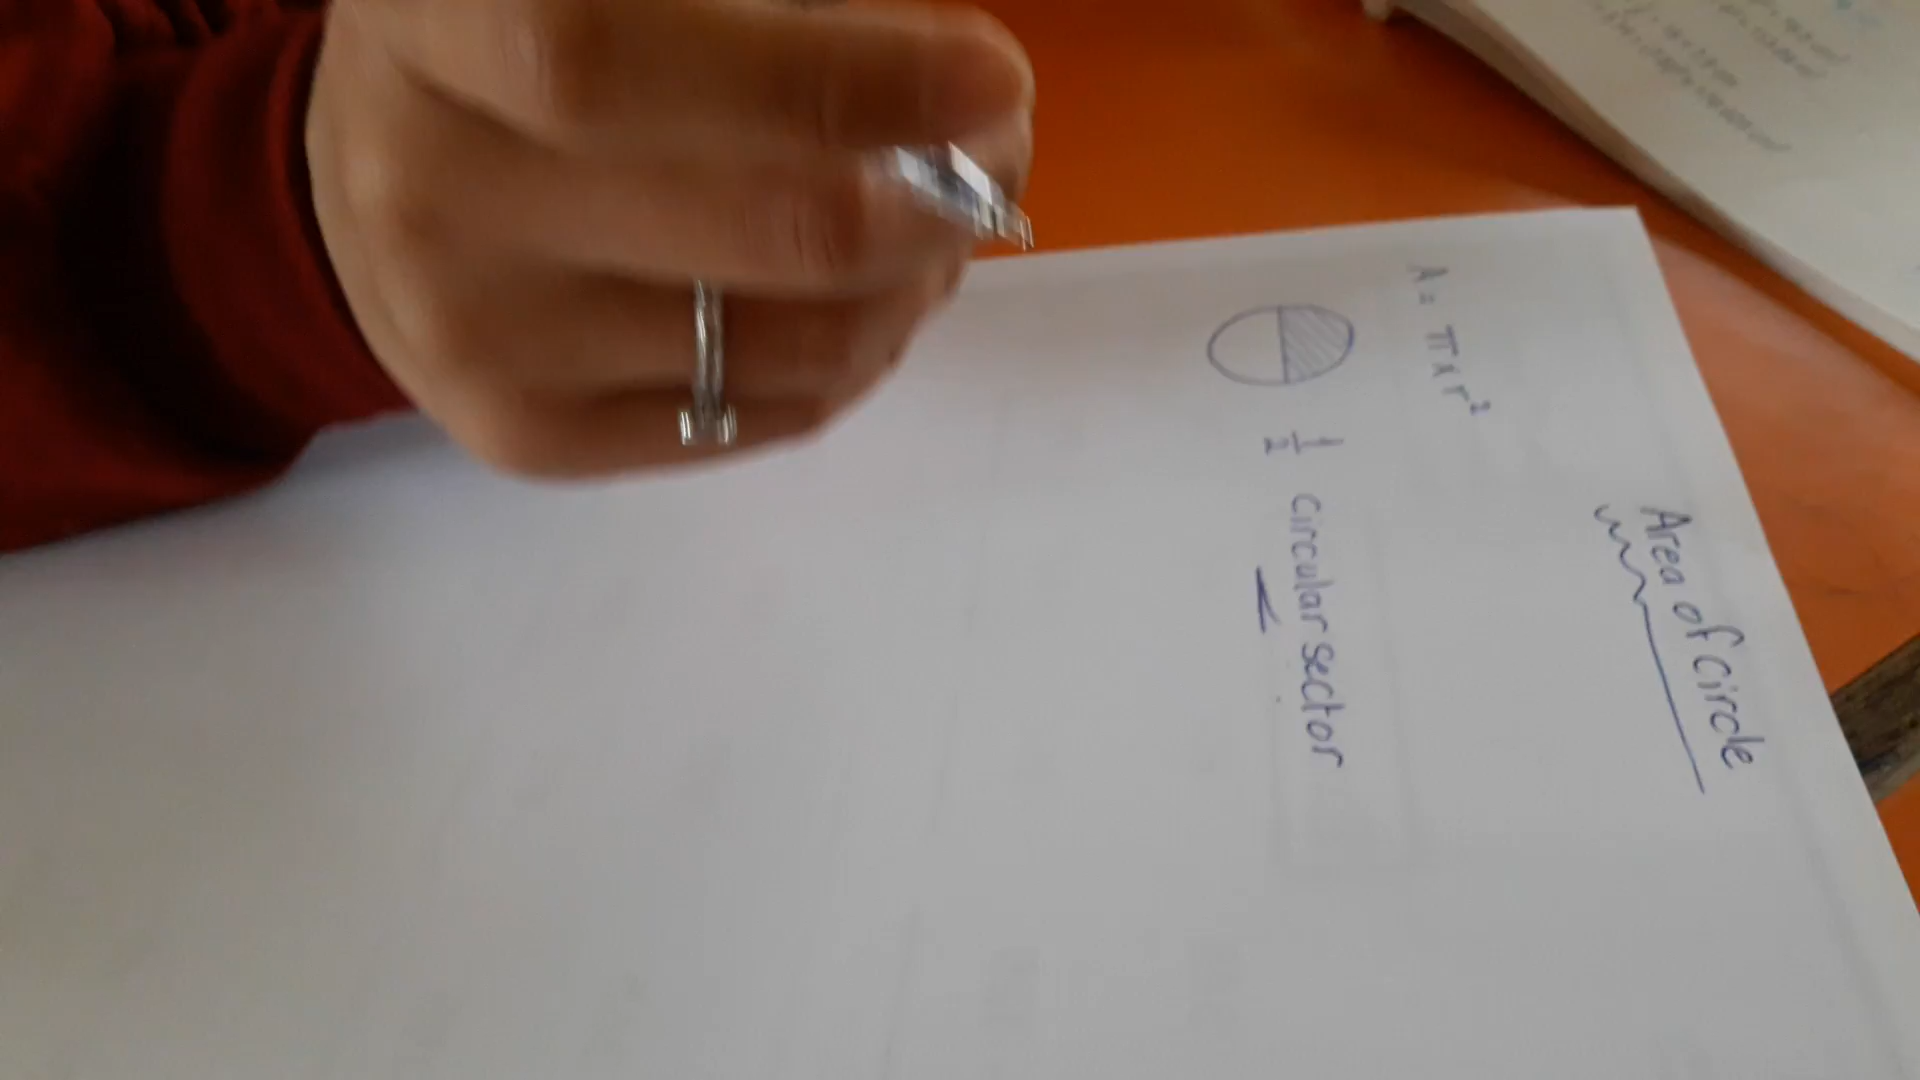 Area of circle
A = π x r²
1/2 circular sector